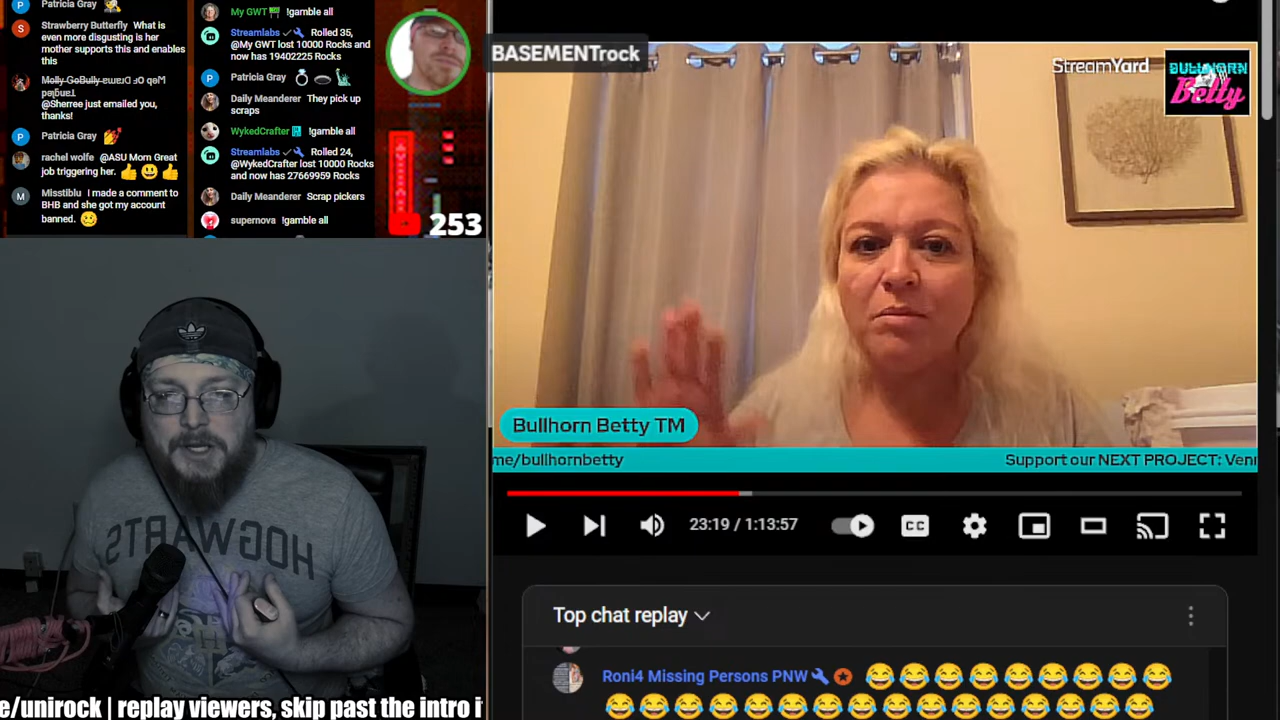 Patricia Gray
Strawberry Butterfly What is
even more disgusting is her
mother supports this and enables
this
@Sherree just emailed you,
thanks!
Patricia Gray
rachel wolfe @ASU Mom Great
job triggering her.
Misstiblu I made a comment to
BHB and she got my account
banned.
My GWT !gamble all
Streamlabs Rolled 35,
@My GWT lost 10000 Rocks and
now has 19402225 Rocks
Patricia Gray
Daily Meanderer They pick up
scraps
WykedCrafter !gamble all
Streamlabs Rolled 24,
@WykedCrafter lost 10000 Rocks
and now has 27669959 Rocks
Daily Meanderer Scrap pickers
supernova !gamble all
253
HOGWARTS
e/unirock | replay viewers, skip past the intro i
BASEMENTrock
StreamYard
BULLHORN
Betty
Bullhorn Betty TM
me/bullhornbetty
Support our NEXT PROJECT: Ven
23:19 / 1:13:57
CC
Top chat replay
Roni4 Missing Persons PNW